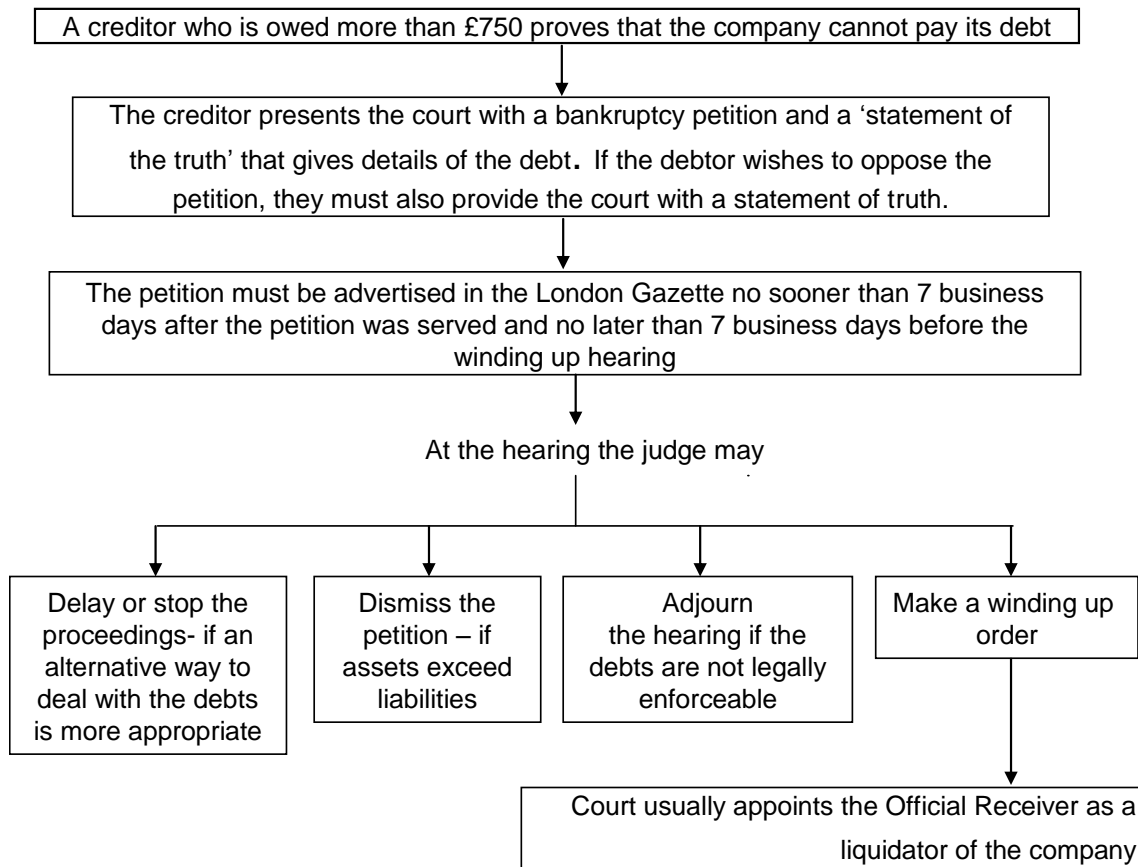 A creditor who is owed more than £750 proves that the company cannot pay its debt
The creditor presents the court with a bankruptcy petition and a ‘statement of
the truth’ that gives details of the debt. If the debtor wishes to oppose the
petition, they must also provide the court with a statement of truth.
The petition must be advertised in the London Gazette no sooner than 7 business
days after the petition was served and no later than 7 business days before the
winding up hearing
At the hearing the judge may
Delay or stop the
proceedings- if an
alternative way to
deal with the debts
is more appropriate
Dismiss the
petition – if
assets exceed
liabilities
Adjourn
the hearing if the
debts are not legally
enforceable
Make a winding up
order
Court usually appoints the Official Receiver as a
liquidator of the company